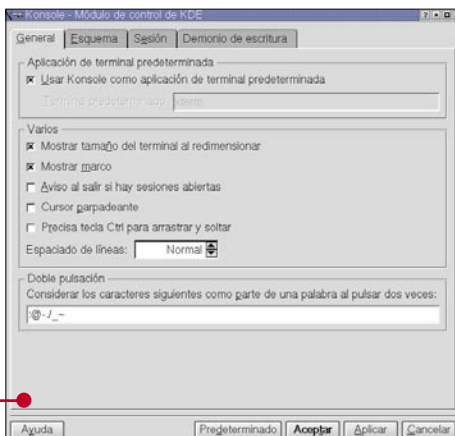 Konsole - Módulo de control de KDE
General Esquema Sesión Demonio de escritura
Aplicación de terminal predeterminada
Usar Konsole como aplicación de terminal predeterminada
Terminal predeterminado: xterm
Varios
Mostrar tamaño del terminal al redimensionar
Mostrar marco
Aviso al salir si hay sesiones abiertas
Cursor parpadeante
Precisa tecla Ctrl para arrastrar y soltar
Espaciado de líneas: Normal
Doble pulsación
Considerar los caracteres siguientes como parte de una palabra al pulsar dos veces:
:@-./_~
Ayuda Predeterminado Aceptar Aplicar Cancelar